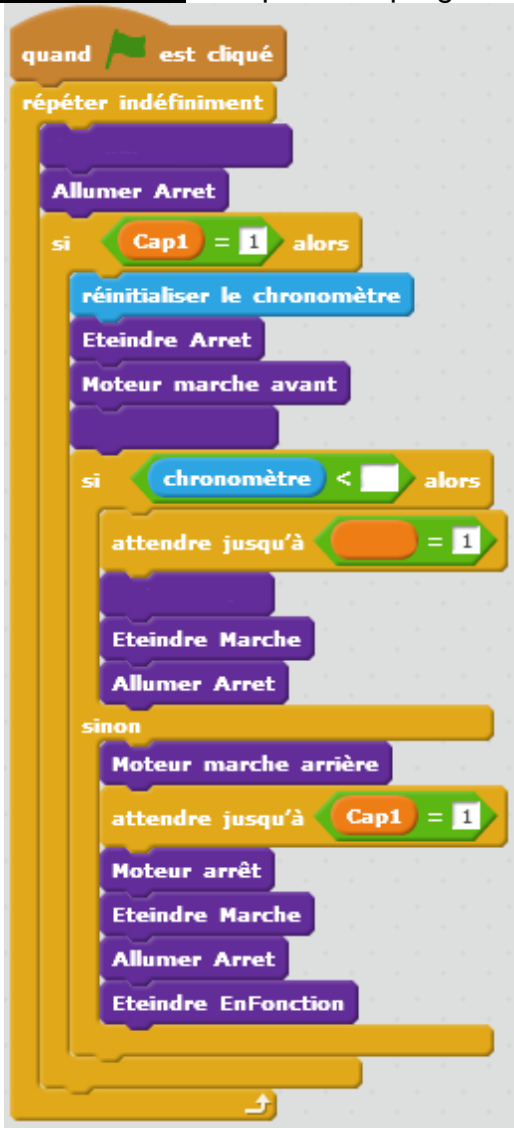 quand est cliqué
répéter indéfiniment
Allumer Arret
si Cap1 = 1 alors
réinitialiser le chronomètre
Eteindre Arret
Moteur marche avant
si chronomètre < alors
attendre jusqu'à = 1
Eteindre Marche
Allumer Arret
sinon
Moteur marche arrière
attendre jusqu'à Cap1 = 1
Moteur arrêt
Eteindre Marche
Allumer Arret
Eteindre EnFonction